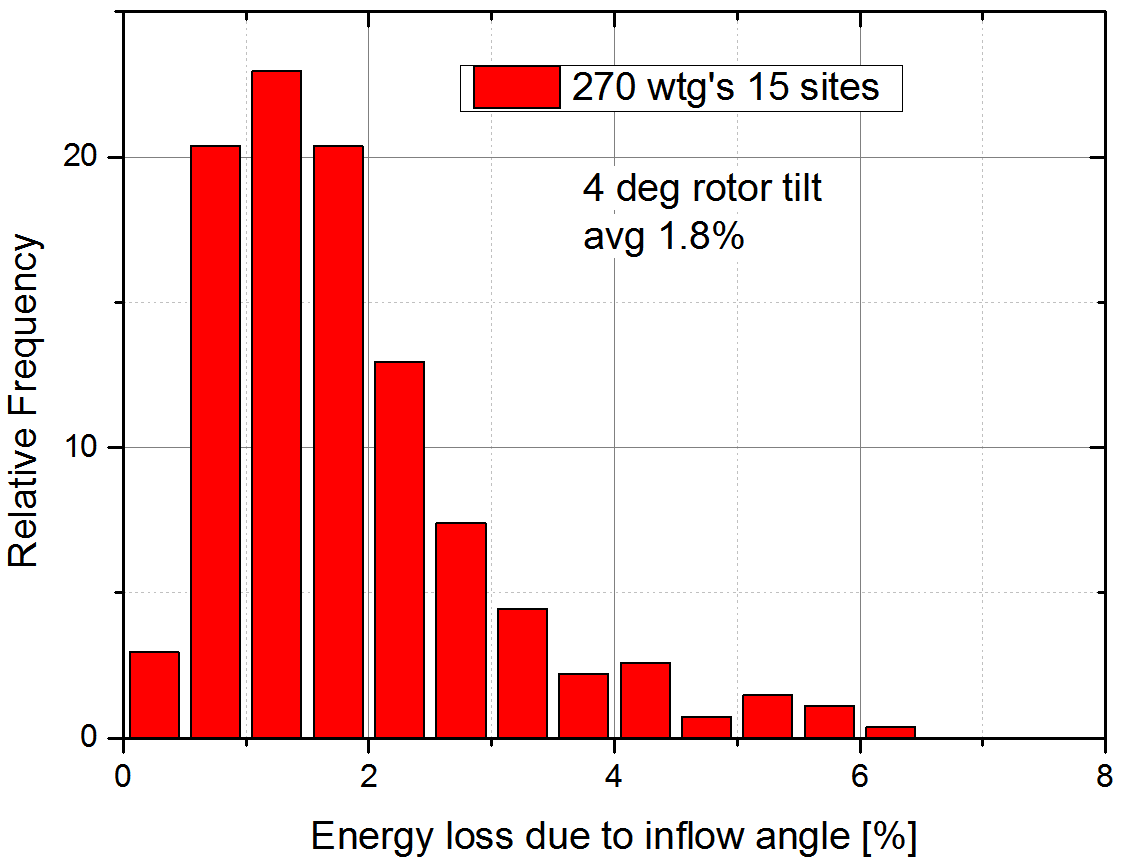 270 wtg's 15 sites
4 deg rotor tilt
avg 1.8%
Relative Frequency
20
10
0
0 2 4 6 8
Energy loss due to inflow angle [%]